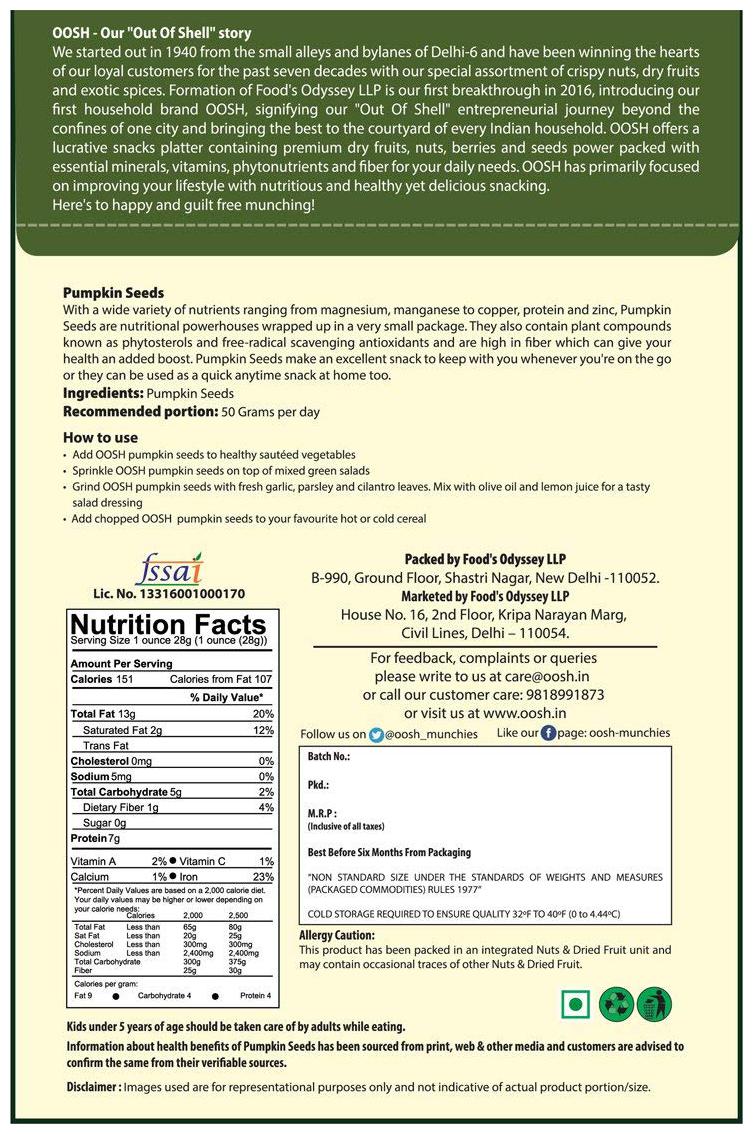 OOSH - Our "Out Of Shell" story
We started out in 1940 from the small alleys and bylanes of Delhi-6 and have been winning the hearts
of our loyal customers for the past seven decades with our special assortment of crispy nuts, dry fruits
and exotic spices. Formation of Food's Odyssey LLP is our first breakthrough in 2016, introducing our
first household brand OOSH, signifying our "Out Of Shell" entrepreneurial journey beyond the
confines of one city and bringing the best to the courtyard of every Indian household. OOSH offers a
lucrative snacks platter containing premium dry fruits, nuts, berries and seeds power packed with
essential minerals, vitamins, phytonutrients and fiber for your daily needs. OOSH has primarily focused
on improving your lifestyle with nutritious and healthy yet delicious snacking.
Here's to happy and guilt free munching!
Pumpkin Seeds
With a wide variety of nutrients ranging from magnesium, manganese to copper, protein and zinc, Pumpkin
Seeds are nutritional powerhouses wrapped up in a very small package. They also contain plant compounds
known as phytosterols and free-radical scavenging antioxidants and are high in fiber which can give your
health an added boost. Pumpkin Seeds make an excellent snack to keep with you whenever you're on the go
or they can be used as a quick anytime snack at home too.
Ingredients: Pumpkin Seeds
Recommended portion: 50 Grams per day
How to use
• Add OOSH pumpkin seeds to healthy sautéed vegetables
• Sprinkle OOSH pumpkin seeds on top of mixed green salads
• Grind OOSH pumpkin seeds with fresh garlic, parsley and cilantro leaves. Mix with olive oil and lemon juice for a tasty
salad dressing
• Add chopped OOSH pumpkin seeds to your favourite hot or cold cereal
fssai
Lic. No. 13316001000170
Nutrition Facts
Serving Size 1 ounce 28g (1 ounce (28g))
Amount Per Serving
Calories 151 Calories from Fat 107
% Daily Value*
Total Fat 13g 20%
Saturated Fat 2g 12%
Trans Fat
Cholesterol 0mg 0%
Sodium 5mg 0%
Total Carbohydrate 5g 2%
Dietary Fiber 1g 4%
Sugar 0g
Protein 7g
Vitamin A 2% ● Vitamin C 1%
Calcium 1% ● Iron 23%
*Percent Daily Values are based on a 2,000 calorie diet.
Your daily values may be higher or lower depending on
your calorie needs:
Calories 2,000 2,500
Total Fat Less than 65g 80g
Sat Fat Less than 20g 25g
Cholesterol Less than 300mg 300mg
Sodium Less than 2,400mg 2,400mg
Total Carbohydrate 300g 375g
Fiber 25g 30g
Calories per gram:
Fat 9 ● Carbohydrate 4 ● Protein 4
Packed by Food's Odyssey LLP
B-990, Ground Floor, Shastri Nagar, New Delhi -110052.
Marketed by Food's Odyssey LLP
House No. 16, 2nd Floor, Kripa Narayan Marg,
Civil Lines, Delhi – 110054.
For feedback, complaints or queries
please write to us at care@oosh.in
or call our customer care: 9818991873
or visit us at www.oosh.in
Follow us on @oosh_munchies Like our f page: oosh-munchies
Batch No.:
Pkd.:
M.R.P :
(Inclusive of all taxes)
Best Before Six Months From Packaging
"NON STANDARD SIZE UNDER THE STANDARDS OF WEIGHTS AND MEASURES
(PACKAGED COMMODITIES) RULES 1977"
COLD STORAGE REQUIRED TO ENSURE QUALITY 32ºF TO 40ºF (0 to 4.44ºC)
Allergy Caution:
This product has been packed in an integrated Nuts & Dried Fruit unit and
may contain occasional traces of other Nuts & Dried Fruit.
Kids under 5 years of age should be taken care of by adults while eating.
Information about health benefits of Pumpkin Seeds has been sourced from print, web & other media and customers are advised to
confirm the same from their verifiable sources.
Disclaimer : Images used are for representational purposes only and not indicative of actual product portion/size.